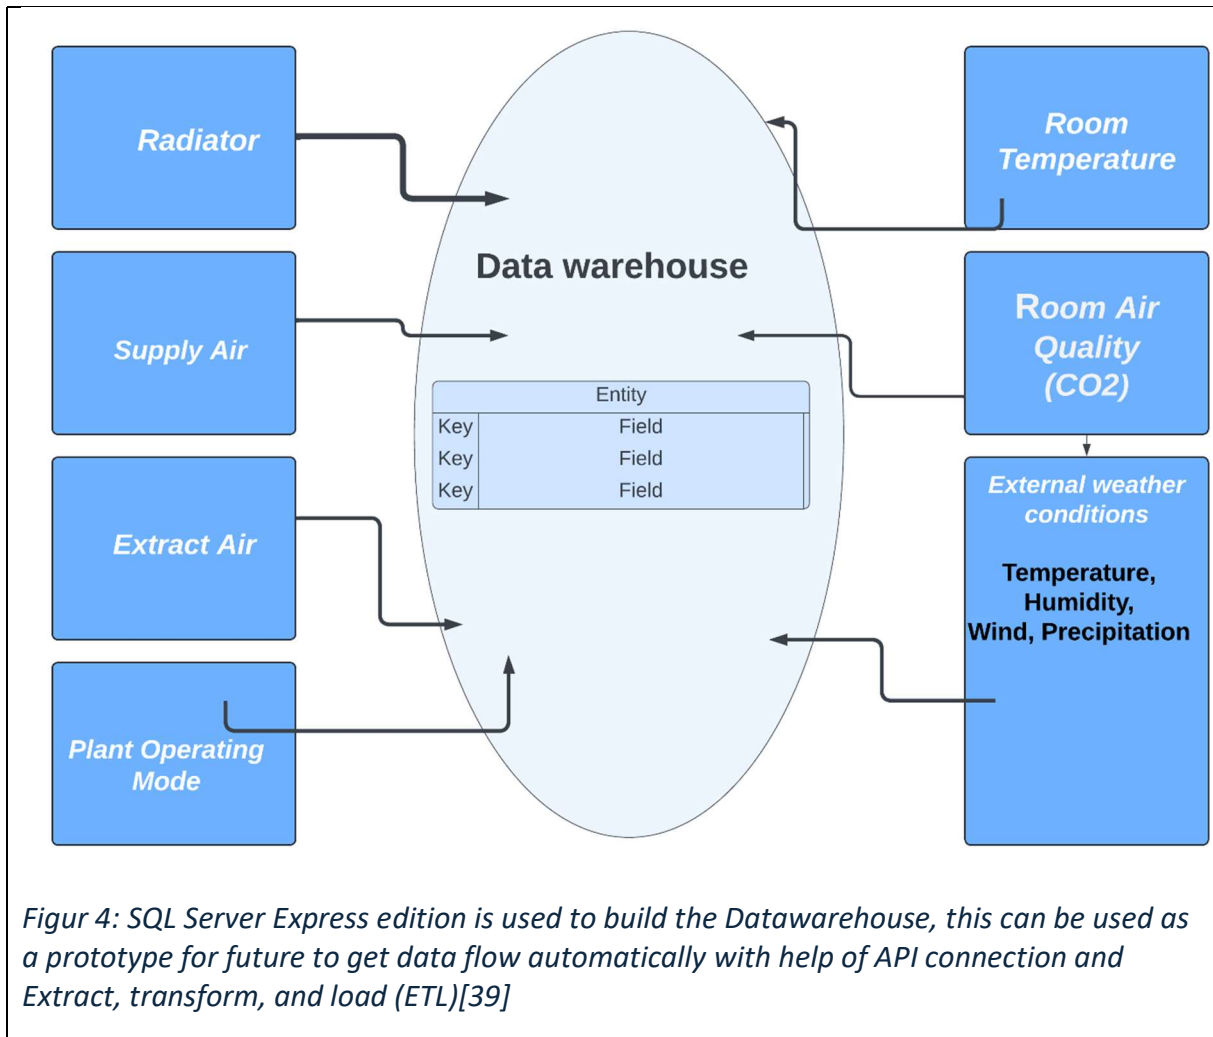 Radiator
Supply Air
Extract Air
Plant Operating
Mode
Data warehouse
Entity
Key Field
Key Field
Key Field
Room
Temperature
Room Air
Quality
(CO2)
External weather
conditions
Temperature,
Humidity,
Wind, Precipitation
Figur 4: SQL Server Express edition is used to build the Datawarehouse, this can be used as
a prototype for future to get data flow automatically with help of API connection and
Extract, transform, and load (ETL)[39]